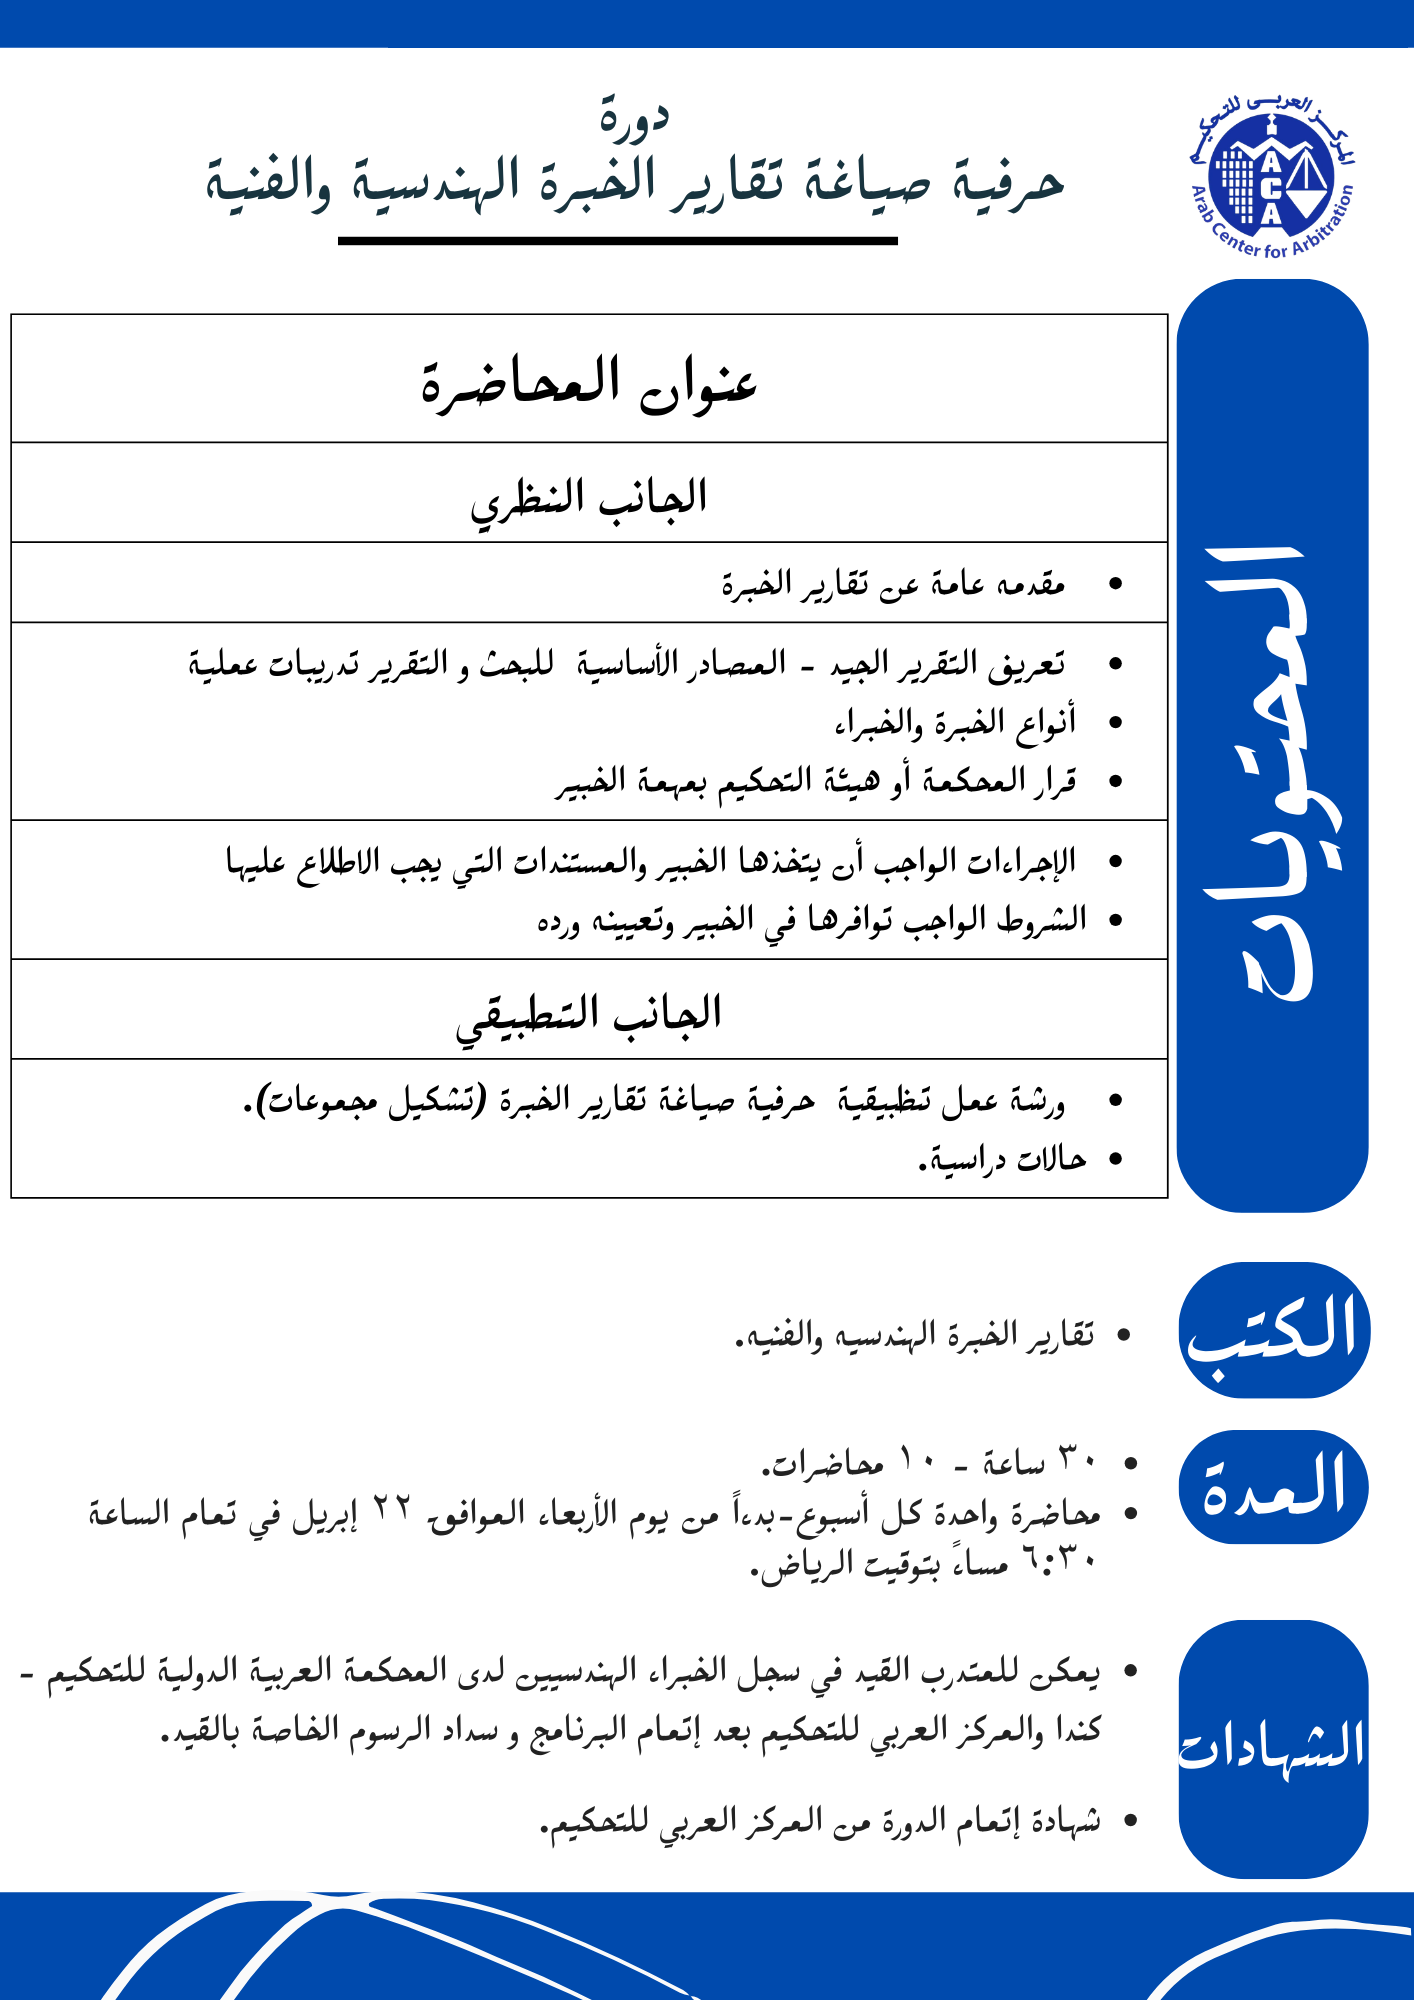 المركز العربي للتحكيم
ACA
Arab Center for Arbitration
دورة
حرفية صياغة تقارير الخبرة الهندسية والفنية
المحتويات
عنوان المحاضرة
الجانب النظري
• مقدمه عامة عن تقارير الخبرة
• تعريف التقرير الجيد - المصادر الأساسية للبحث و التقرير تدريبات عملية
• أنواع الخبرة والخبراء
• قرار المحكمة أو هيئة التحكيم بمهمة الخبير
• الإجراءات الواجب أن يتخذها الخبير والمستندات التي يجب الاطلاع عليها
• الشروط الواجب توافرها في الخبير وتعيينه ورده
الجانب التطبيقي
• ورشة عمل تظبيقية حرفية صياغة تقارير الخبرة (تشكيل مجموعات).
• حالات دراسية.
الكتب
• تقارير الخبرة الهندسيه والفنيه.
المدة
• ٣٠ ساعة - ١٠ محاضرات.
• محاضرة واحدة كل أسبوع-بدءاً من يوم الأربعاء الموافق ٢٢ إبريل في تمام الساعة
٦:٣٠ مساءً بتوقيت الرياض.
الشهادات
• يمكن للمتدرب القيد في سجل الخبراء الهندسيين لدى المحكمة العربية الدولية للتحكيم -
كندا والمركز العربي للتحكيم بعد إتمام البرنامج و سداد الرسوم الخاصة بالقيد.
• شهادة إتمام الدورة من المركز العربي للتحكيم.